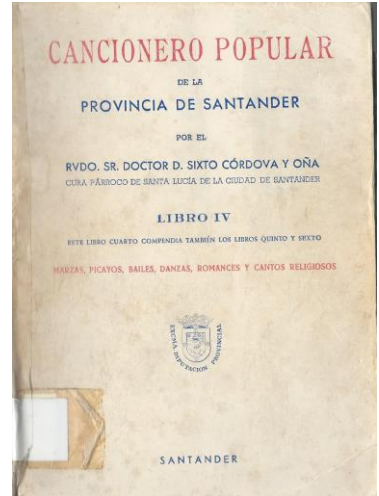 CANCIONERO POPULAR
DE LA
PROVINCIA DE SANTANDER
POR EL
RVDO. SR. DOCTOR D. SIXTO CÓRDOVA Y OÑA
CURA PÁRROCO DE SANTA LUCÍA DE LA CIUDAD DE SANTANDER
LIBRO IV
ESTE LIBRO CUARTO COMPENDIA TAMBIÉN LOS LIBROS QUINTO Y SEXTO
MARZAS, PICAYOS, BAILES, DANZAS, ROMANCES Y CANTOS RELIGIOSOS
EXCMA. DIPUTACION PROVINCIAL
SANTANDER